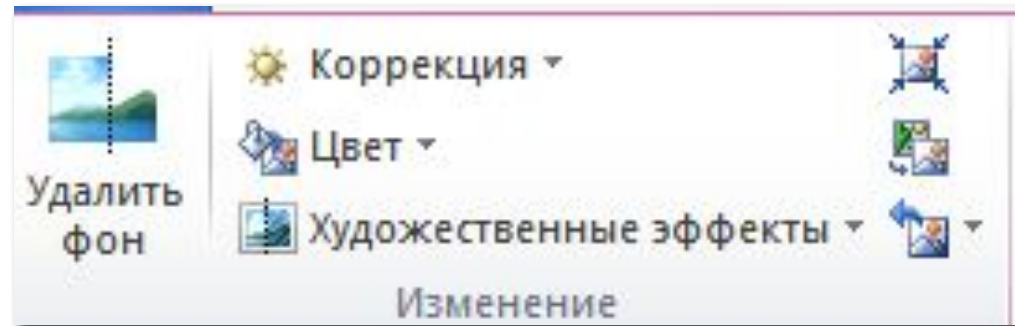 Удалить
фон
Коррекция
Цвет
Художественные эффекты
Изменение